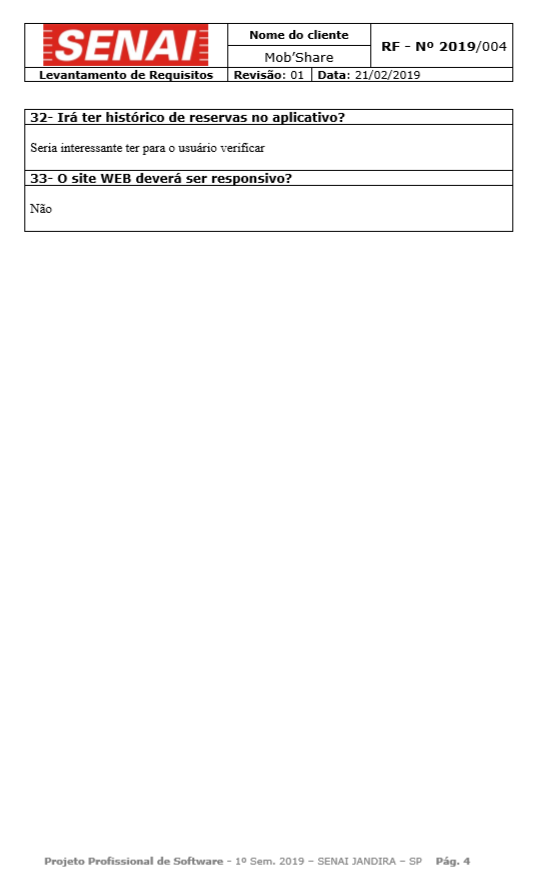 SENAI
Nome do cliente
Mob'Share
RF - Nº 2019/004
Levantamento de Requisitos
Revisão: 01
Data: 21/02/2019
32- Irá ter histórico de reservas no aplicativo?
Seria interessante ter para o usuário verificar
33- O site WEB deverá ser responsivo?
Não
Projeto Profissional de Software - 1º Sem. 2019 – SENAI JANDIRA – SP Pág. 4